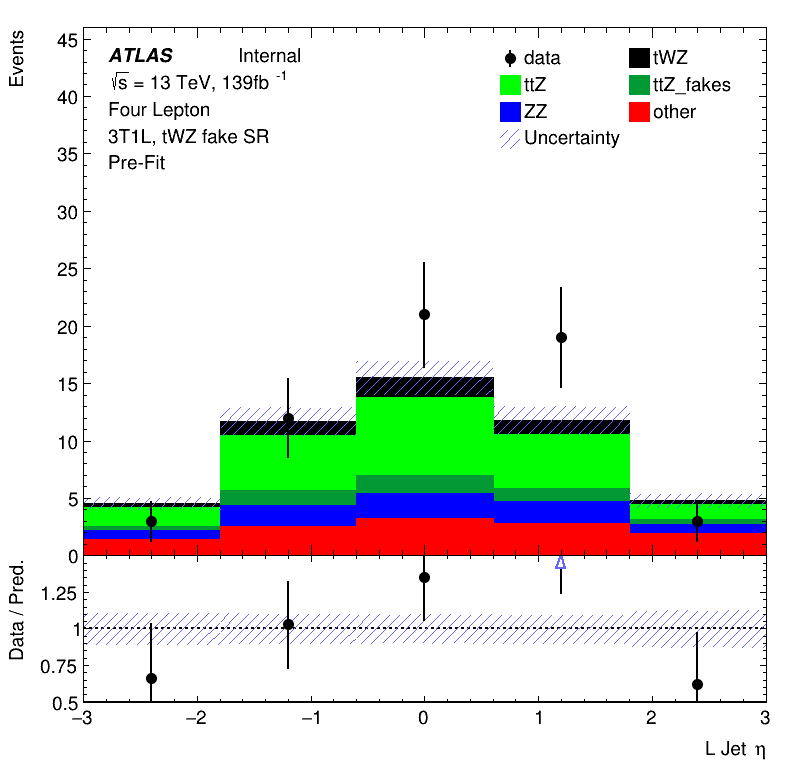 Events
45
40
35
30
25
20
15
10
5
0
ATLAS Internal
√s = 13 TeV, 139fb⁻¹
Four Lepton
3T1L, tWZ fake SR
Pre-Fit
data
tWZ
ttZ
ttZ_fakes
ZZ
other
Uncertainty
Data / Pred.
1.25
1
0.75
0.5
−3 −2 −1 0 1 2 3
L Jet η